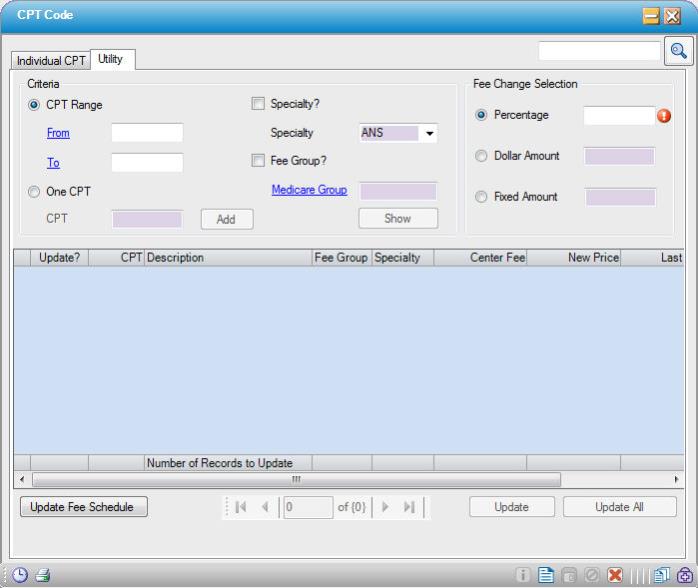 CPT Code
Individual CPT
Utility
Criteria
CPT Range
From
To
One CPT
CPT
Add
Specialty?
Specialty
ANS
Fee Group?
Medicare Group
Show
Fee Change Selection
Percentage
Dollar Amount
Fixed Amount
Update? CPT Description Fee Group Specialty Center Fee New Price Last
Number of Records to Update
Update Fee Schedule
0 of {0}
Update
Update All